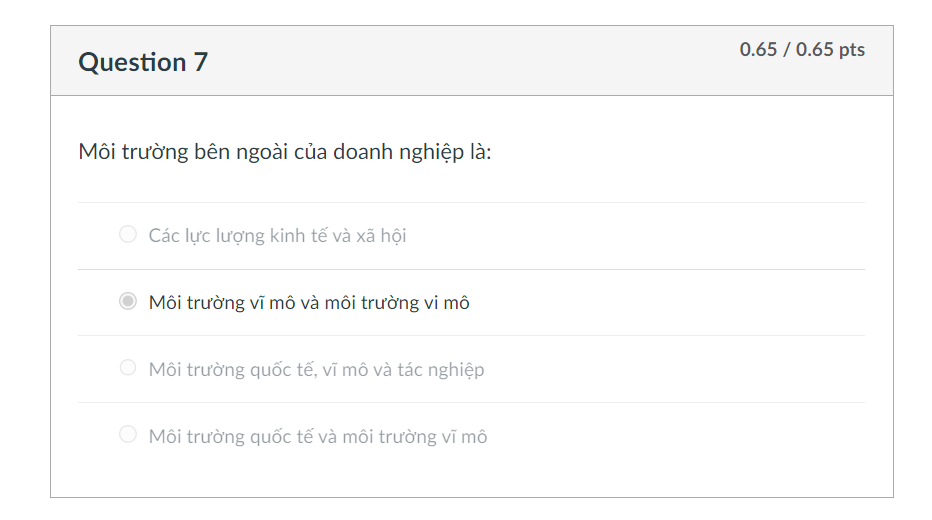 Question 7
0.65 / 0.65 pts
Môi trường bên ngoài của doanh nghiệp là:
Các lực lượng kinh tế và xã hội
Môi trường vĩ mô và môi trường vi mô
Môi trường quốc tế, vĩ mô và tác nghiệp
Môi trường quốc tế và môi trường vĩ mô